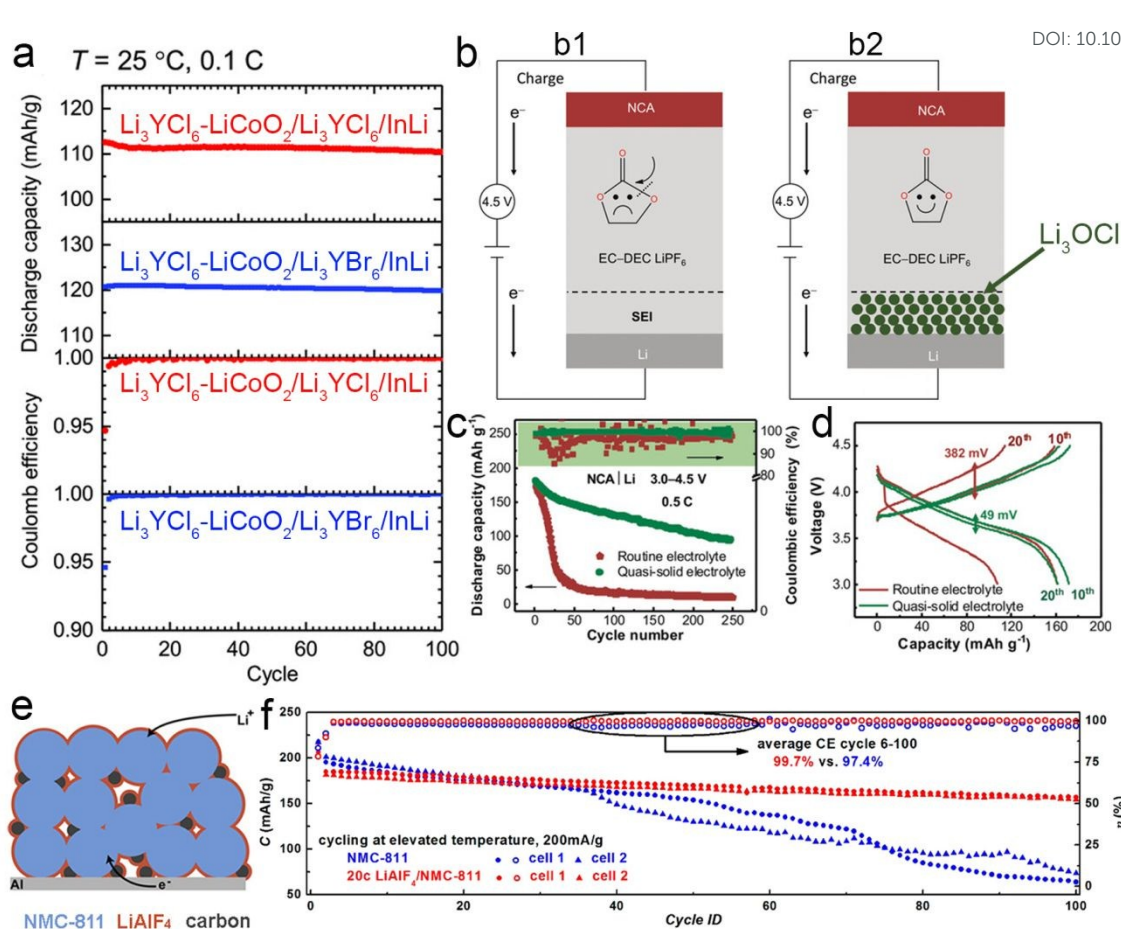 DOI: 10.10
a
T = 25 °C, 0.1 C
Discharge capacity (mAh/g)
120
110
100
Li₃YCl₆-LiCoO₂/Li₃YCl₆/InLi
130
120
110
Li₃YCl₆-LiCoO₂/Li₃YBr₆/InLi
Coulomb efficiency
1.00
0.95
Li₃YCl₆-LiCoO₂/Li₃YCl₆/InLi
1.00
0.95
0.90
Li₃YCl₆-LiCoO₂/Li₃YBr₆/InLi
0 20 40 60 80 100
Cycle
b
b1
Charge
e⁻
4.5 V
e⁻
NCA
O
O
O
EC–DEC LiPF₆
SEI
Li
b2
Charge
e⁻
4.5 V
e⁻
NCA
O
O
O
EC–DEC LiPF₆
Li
Li₃OCl
c
Discharge capacity (mAh g⁻¹)
250
200
150
100
50
0
NCA | Li 3.0–4.5 V
0.5 C
Routine electrolyte
Quasi-solid electrolyte
100
90
80
0
Coulombic efficiency (%)
0 50 100 150 200 250
Cycle number
d
Voltage (V)
4.5
4.0
3.5
3.0
20ᵗʰ 10ᵗʰ
382 mV
49 mV
Routine electrolyte
Quasi-solid electrolyte
20ᵗʰ 10ᵗʰ
0 40 80 120 160 200
Capacity (mAh g⁻¹)
e
Li⁺
Al
e⁻
NMC-811 LiAlF₄ carbon
f
C (mAh/g)
250
200
150
100
50
average CE cycle 6-100
99.7% vs. 97.4%
cycling at elevated temperature, 200mA/g
NMC-811 cell 1 cell 2
20c LiAlF₄/NMC-811 cell 1 cell 2
100
75
50
25
0
0 20 40 60 80 100
Cycle ID